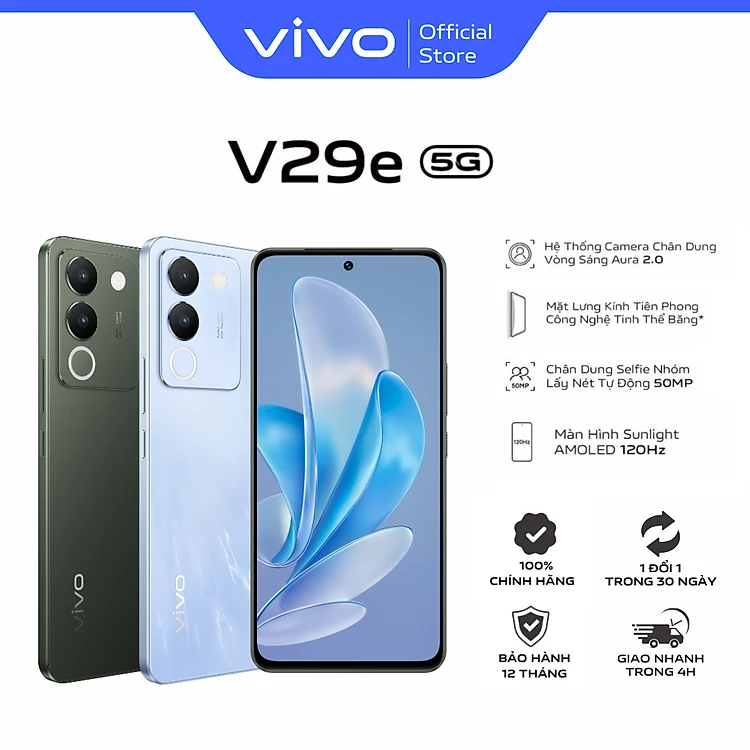 vivo
Official
Store
V29e 5G
Hệ Thống Camera Chân Dung
Vòng Sáng Aura 2.0
Mặt Lưng Kính Tiên Phong
Công Nghệ Tinh Thể Băng*
50MP
Chân Dung Selfie Nhóm
Lấy Nét Tự Động 50MP
120Hz
Màn Hình Sunlight
AMOLED 120Hz
100%
CHÍNH HÃNG
1 ĐỔI 1
TRONG 30 NGÀY
BẢO HÀNH
12 THÁNG
GIAO NHANH
TRONG 4H
vivo
vivo